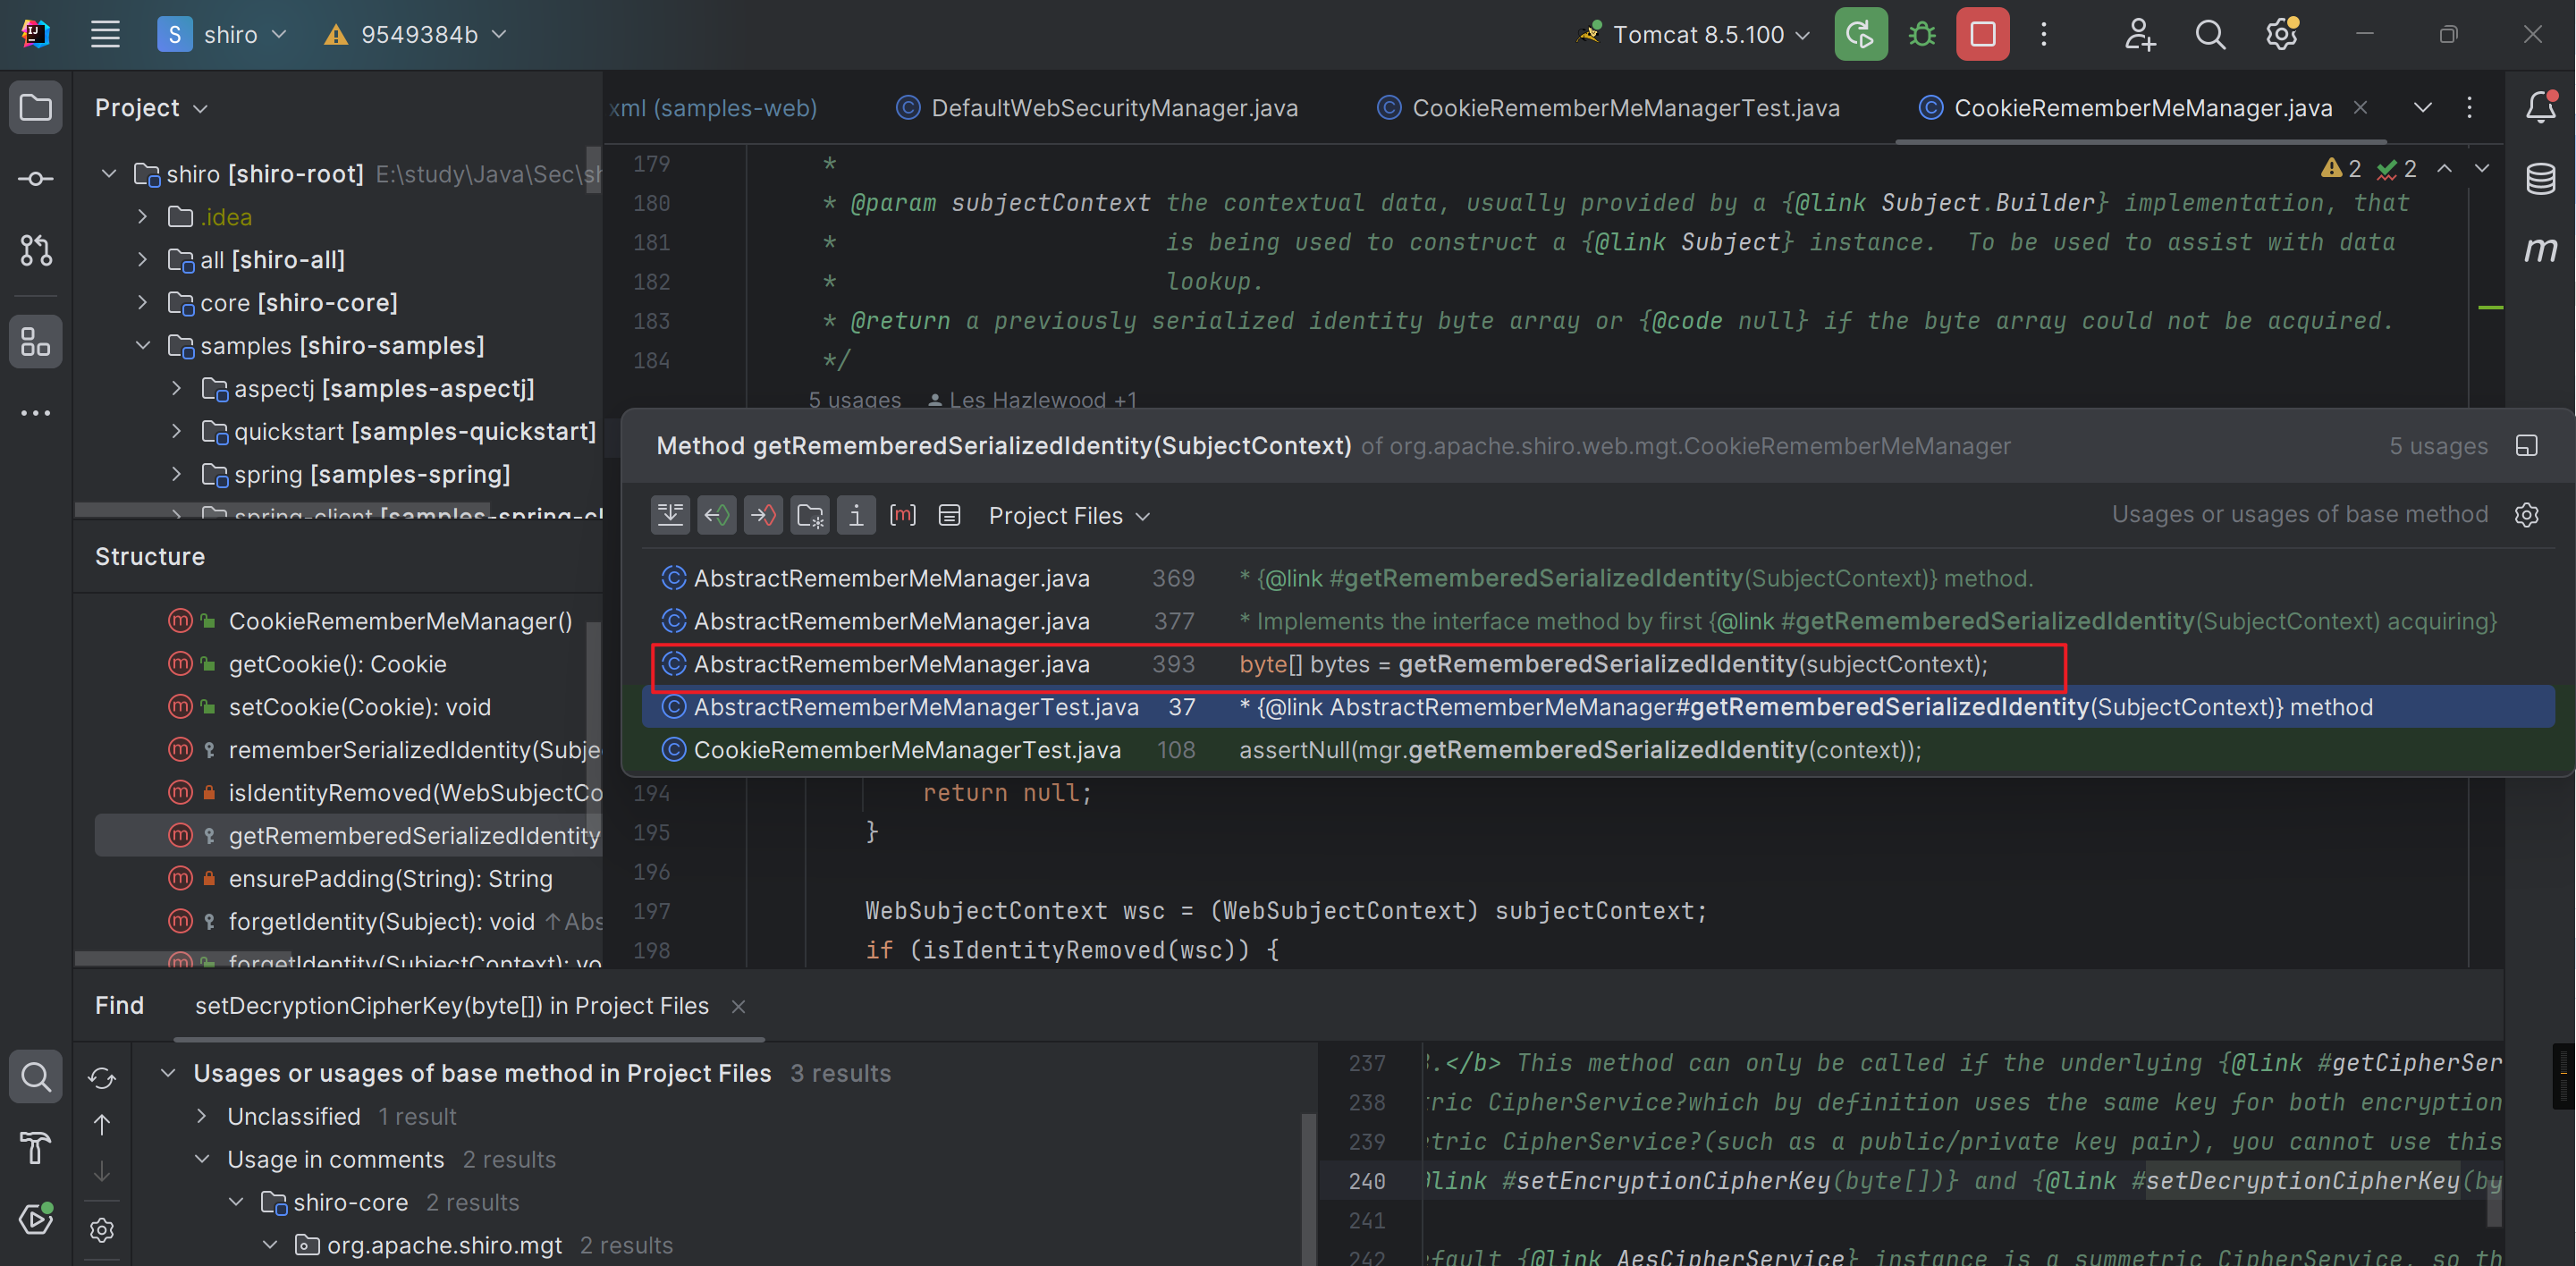 S shiro 9549384b Tomcat 8.5.100
Project
shiro [shiro-root] E:\study\Java\Sec\sh
.idea
all [shiro-all]
core [shiro-core]
samples [shiro-samples]
aspectj [samples-aspectj]
quickstart [samples-quickstart]
spring [samples-spring]
spring-client [samples-spring-cl
Structure
CookieRememberMeManager()
getCookie(): Cookie
setCookie(Cookie): void
rememberSerializedIdentity(Subje
isIdentityRemoved(WebSubjectCo
getRememberedSerializedIdentity
ensurePadding(String): String
forgetIdentity(Subject): void ↑Abs
forgetIdentity(SubjectContext): vo
xml (samples-web) DefaultWebSecurityManager.java CookieRememberMeManagerTest.java CookieRememberMeManager.java
2 2
179 *
180 * @param subjectContext the contextual data, usually provided by a {@link Subject.Builder} implementation, that
181 * is being used to construct a {@link Subject} instance. To be used to assist with data
182 * lookup.
183 * @return a previously serialized identity byte array or {@code null} if the byte array could not be acquired.
184 */
5 usages Les Hazlewood +1
Method getRememberedSerializedIdentity(SubjectContext) of org.apache.shiro.web.mgt.CookieRememberMeManager 5 usages
Project Files Usages or usages of base method
AbstractRememberMeManager.java 369 * {@link #getRememberedSerializedIdentity(SubjectContext)} method.
AbstractRememberMeManager.java 377 * Implements the interface method by first {@link #getRememberedSerializedIdentity(SubjectContext) acquiring}
AbstractRememberMeManager.java 393 byte[] bytes = getRememberedSerializedIdentity(subjectContext);
AbstractRememberMeManagerTest.java 37 * {@link AbstractRememberMeManager#getRememberedSerializedIdentity(SubjectContext)} method
CookieRememberMeManagerTest.java 108 assertNull(mgr.getRememberedSerializedIdentity(context));
194 return null;
195 }
196
197 WebSubjectContext wsc = (WebSubjectContext) subjectContext;
198 if (isIdentityRemoved(wsc)) {
Find setDecryptionCipherKey(byte[]) in Project Files
Usages or usages of base method in Project Files 3 results
Unclassified 1 result
Usage in comments 2 results
shiro-core 2 results
org.apache.shiro.mgt 2 results
237 .</b> This method can only be called if the underlying {@link #getCipherSer
238 ric CipherService?which by definition uses the same key for both encryption
239 tric CipherService?(such as a public/private key pair), you cannot use this
240 link #setEncryptionCipherKey(byte[])} and {@link #setDecryptionCipherKey(by
241
242 fault {@link AesCipherService} instance is a symmetric CipherService, so th